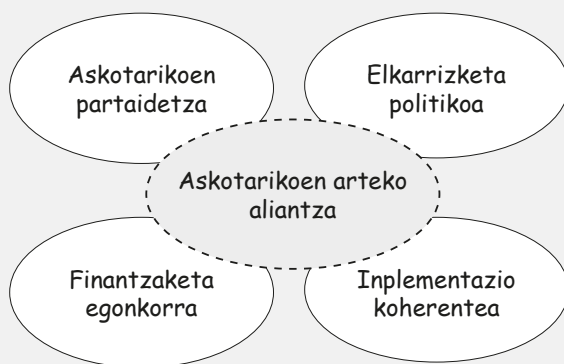 Askotarikoen
partaidetza
Elkarrizketa
politikoa
Askotarikoen arteko
aliantza
Finantzaketa
egonkorra
Inplementazio
koherentea